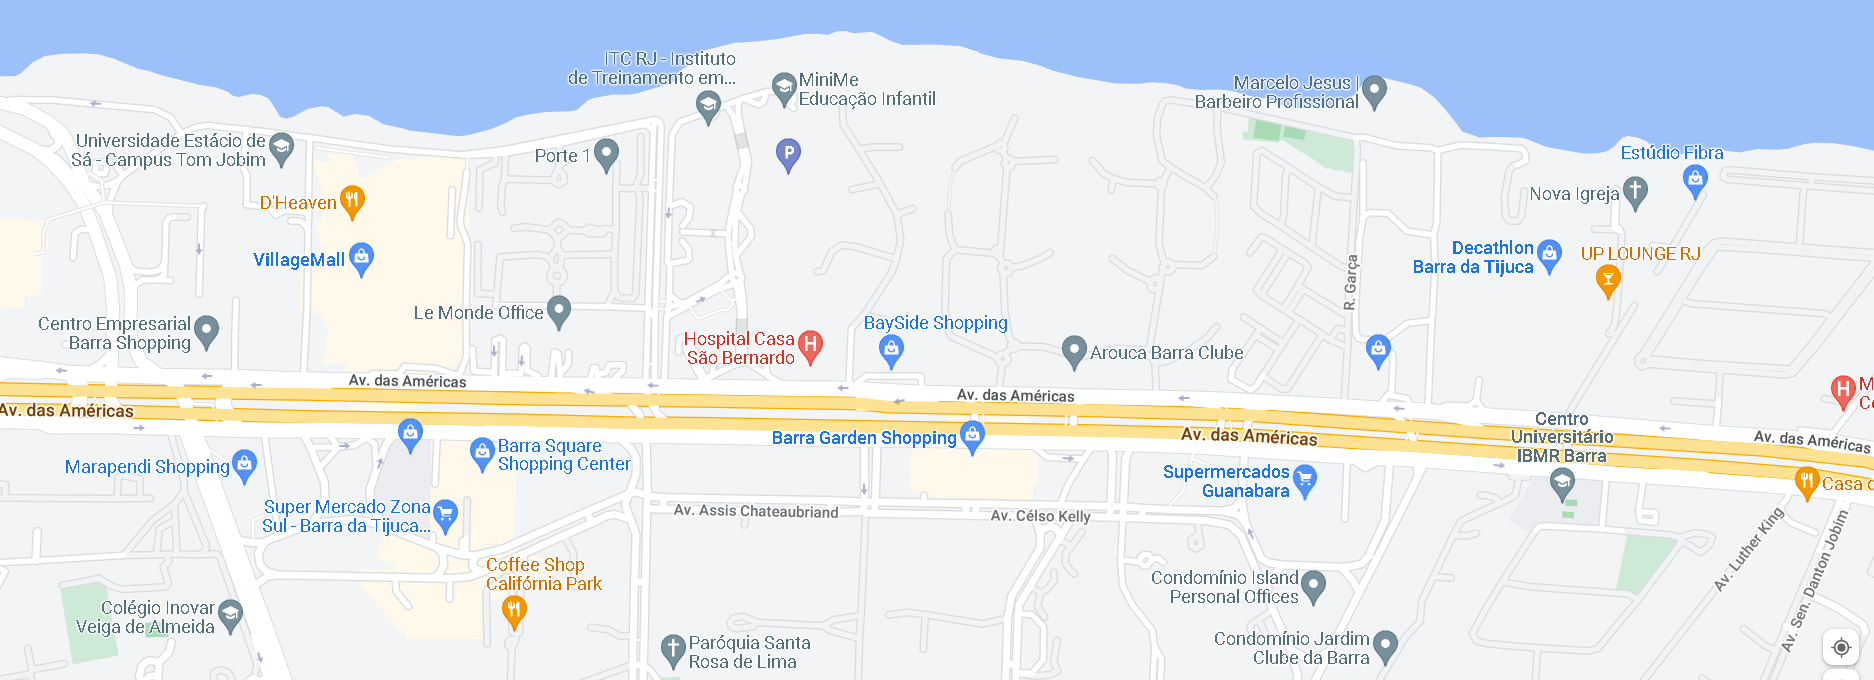 ITC RJ - Instituto
de Treinamento em...
MiniMe
Educação Infantil
Marcelo Jesus |
Barbeiro Profissional
Universidade Estácio de
Sá - Campus Tom Jobim
Porte 1
P
Estúdio Fibra
Nova Igreja
D'Heaven
VillageMall
Decathlon
Barra da Tijuca
UP LOUNGE RJ
R. Garça
Le Monde Office
Centro Empresarial
Barra Shopping
BaySide Shopping
Hospital Casa
São Bernardo
H
Arouca Barra Clube
Av. das Américas
Av. das Américas
H
M
Ce
Av. das Américas
Centro
Universitário
IBMR Barra
Av. das Américas
Av. das Américas
Barra Garden Shopping
Barra Square
Shopping Center
Marapendi Shopping
Supermercados
Guanabara
Casa d
Super Mercado Zona
Sul - Barra da Tijuca...
Av. Assis Chateaubriand
Av. Célso Kelly
Av. Luther King
Av. Sen. Danton Jobim
Coffee Shop
Califórnia Park
Condomínio Island
Personal Offices
Colégio Inovar
Veiga de Almeida
Paróquia Santa
Rosa de Lima
Condomínio Jardim
Clube da Barra